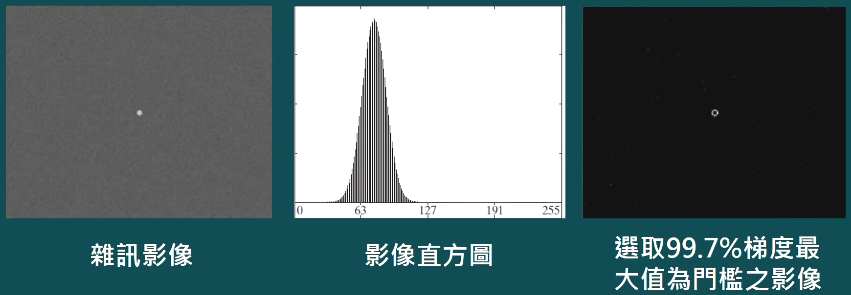 0 63 127 191 255
雜訊影像
影像直方圖
選取99.7%梯度最
大值為門檻之影像